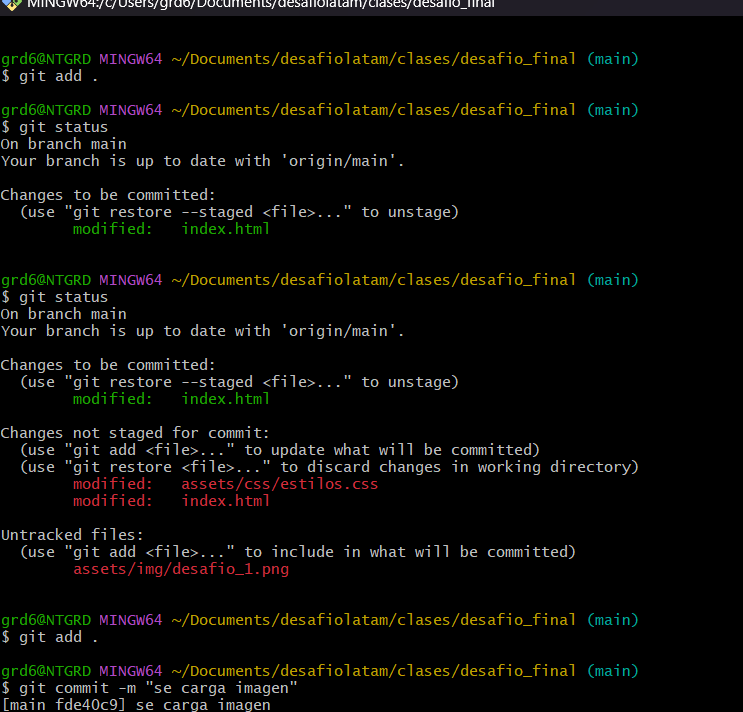 MINGW64:/c/Users/grd6/Documents/desafiolatam/clases/desafio_final
grd6@NTGRD MINGW64 ~/Documents/desafiolatam/clases/desafio_final (main)
$ git add .
grd6@NTGRD MINGW64 ~/Documents/desafiolatam/clases/desafio_final (main)
$ git status
On branch main
Your branch is up to date with 'origin/main'.
Changes to be committed:
  (use "git restore --staged <file>..." to unstage)
        modified:   index.html
grd6@NTGRD MINGW64 ~/Documents/desafiolatam/clases/desafio_final (main)
$ git status
On branch main
Your branch is up to date with 'origin/main'.
Changes to be committed:
  (use "git restore --staged <file>..." to unstage)
        modified:   index.html
Changes not staged for commit:
  (use "git add <file>..." to update what will be committed)
  (use "git restore <file>..." to discard changes in working directory)
        modified:   assets/css/estilos.css
        modified:   index.html
Untracked files:
  (use "git add <file>..." to include in what will be committed)
        assets/img/desafio_1.png
grd6@NTGRD MINGW64 ~/Documents/desafiolatam/clases/desafio_final (main)
$ git add .
grd6@NTGRD MINGW64 ~/Documents/desafiolatam/clases/desafio_final (main)
$ git commit -m "se carga imagen"
[main fde40c9] se carga imagen